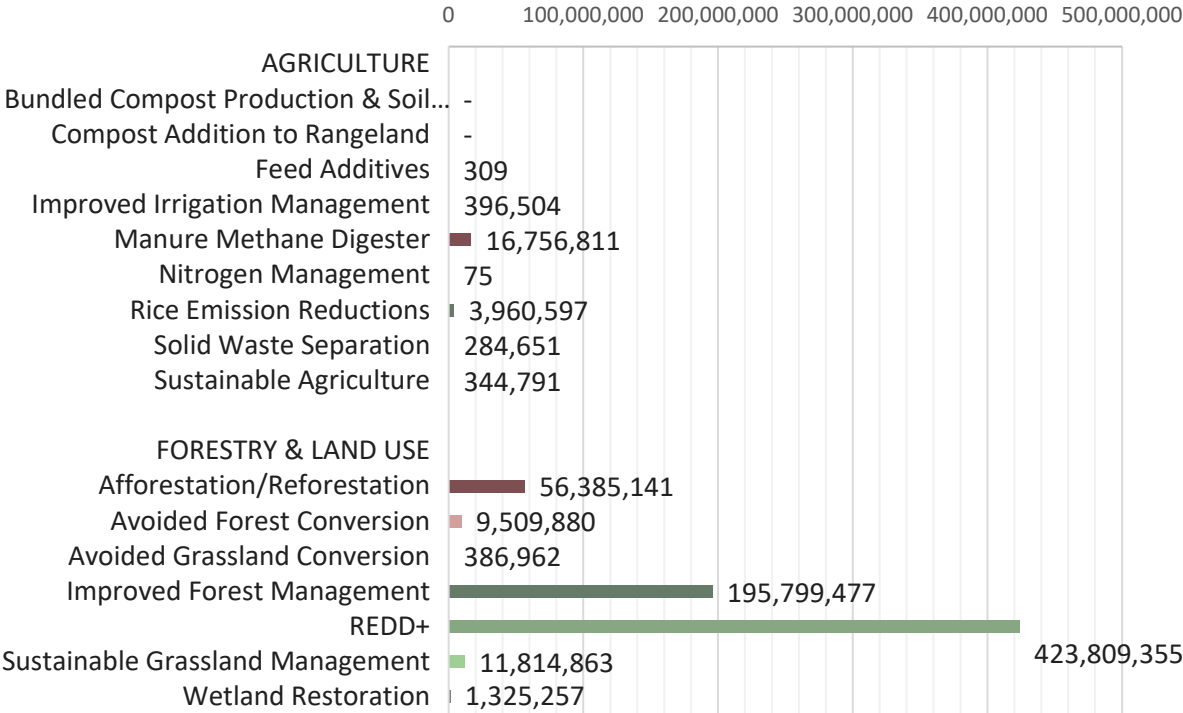 0 100,000,000 200,000,000 300,000,000 400,000,000 500,000,000
AGRICULTURE
Bundled Compost Production & Soil... -
Compost Addition to Rangeland -
Feed Additives 309
Improved Irrigation Management 396,504
Manure Methane Digester 16,756,811
Nitrogen Management 75
Rice Emission Reductions 3,960,597
Solid Waste Separation 284,651
Sustainable Agriculture 344,791
FORESTRY & LAND USE
Afforestation/Reforestation 56,385,141
Avoided Forest Conversion 9,509,880
Avoided Grassland Conversion 386,962
Improved Forest Management 195,799,477
REDD+ 423,809,355
Sustainable Grassland Management 11,814,863
Wetland Restoration 1,325,257